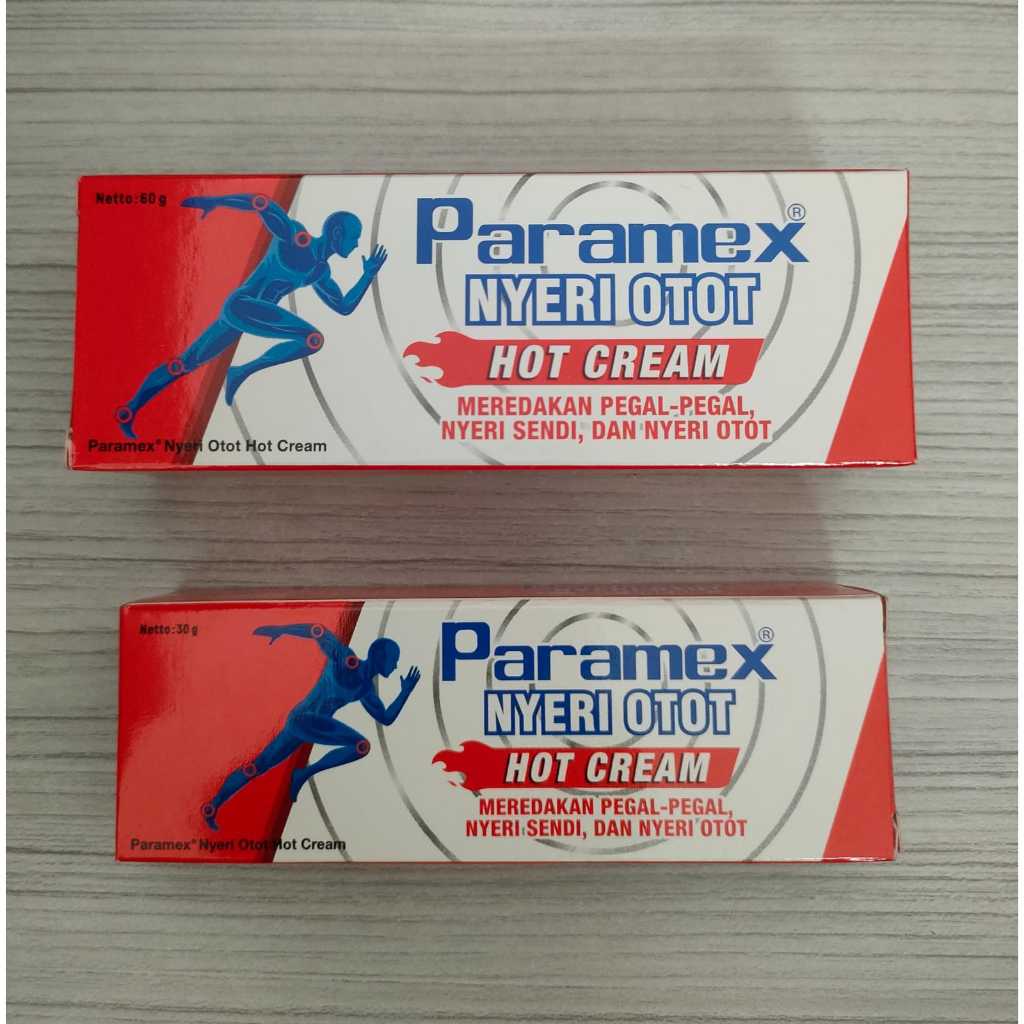 Netto:60 g
Paramex®
NYERI OTOT
HOT CREAM
MEREDAKAN PEGAL-PEGAL,
NYERI SENDI, DAN NYERI OTOT
Paramex® Nyeri Otot Hot Cream
Netto:30 g
Paramex®
NYERI OTOT
HOT CREAM
MEREDAKAN PEGAL-PEGAL,
NYERI SENDI, DAN NYERI OTOT
Paramex® Nyeri Otot Hot Cream